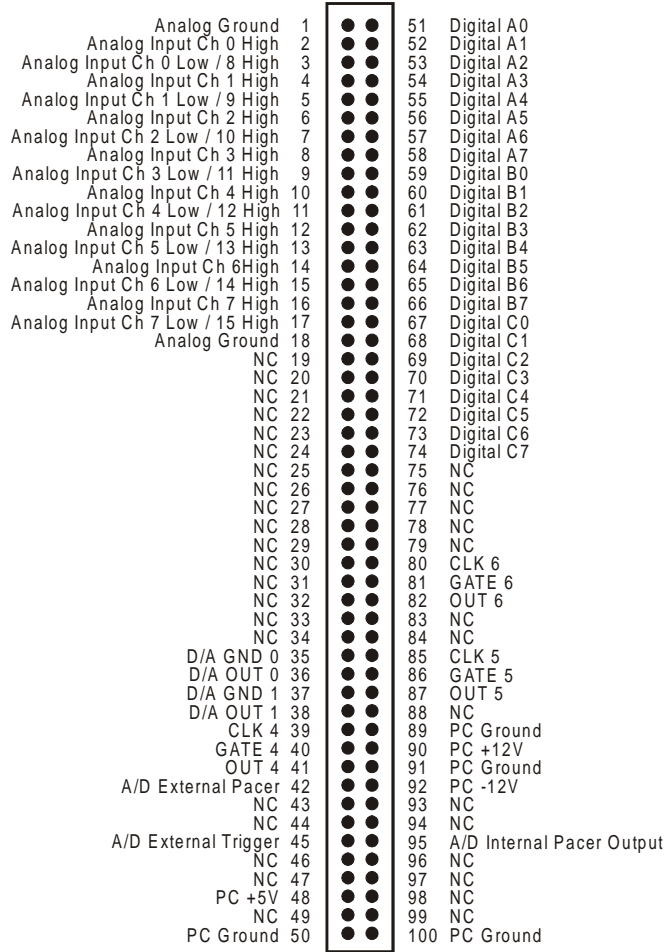 Analog Ground 1 51 Digital A0
Analog Input Ch 0 High 2 52 Digital A1
Analog Input Ch 0 Low / 8 High 3 53 Digital A2
Analog Input Ch 1 High 4 54 Digital A3
Analog Input Ch 1 Low / 9 High 5 55 Digital A4
Analog Input Ch 2 High 6 56 Digital A5
Analog Input Ch 2 Low / 10 High 7 57 Digital A6
Analog Input Ch 3 High 8 58 Digital A7
Analog Input Ch 3 Low / 11 High 9 59 Digital B0
Analog Input Ch 4 High 10 60 Digital B1
Analog Input Ch 4 Low / 12 High 11 61 Digital B2
Analog Input Ch 5 High 12 62 Digital B3
Analog Input Ch 5 Low / 13 High 13 63 Digital B4
Analog Input Ch 6High 14 64 Digital B5
Analog Input Ch 6 Low / 14 High 15 65 Digital B6
Analog Input Ch 7 High 16 66 Digital B7
Analog Input Ch 7 Low / 15 High 17 67 Digital C0
Analog Ground 18 68 Digital C1
NC 19 69 Digital C2
NC 20 70 Digital C3
NC 21 71 Digital C4
NC 22 72 Digital C5
NC 23 73 Digital C6
NC 24 74 Digital C7
NC 25 75 NC
NC 26 76 NC
NC 27 77 NC
NC 28 78 NC
NC 29 79 NC
NC 30 80 CLK 6
NC 31 81 GATE 6
NC 32 82 OUT 6
NC 33 83 NC
NC 34 84 NC
D/A GND 0 35 85 CLK 5
D/A OUT 0 36 86 GATE 5
D/A GND 1 37 87 OUT 5
D/A OUT 1 38 88 NC
CLK 4 39 89 PC Ground
GATE 4 40 90 PC +12V
OUT 4 41 91 PC Ground
A/D External Pacer 42 92 PC -12V
NC 43 93 NC
NC 44 94 NC
A/D External Trigger 45 95 A/D Internal Pacer Output
NC 46 96 NC
NC 47 97 NC
PC +5V 48 98 NC
NC 49 99 NC
PC Ground 50 100 PC Ground